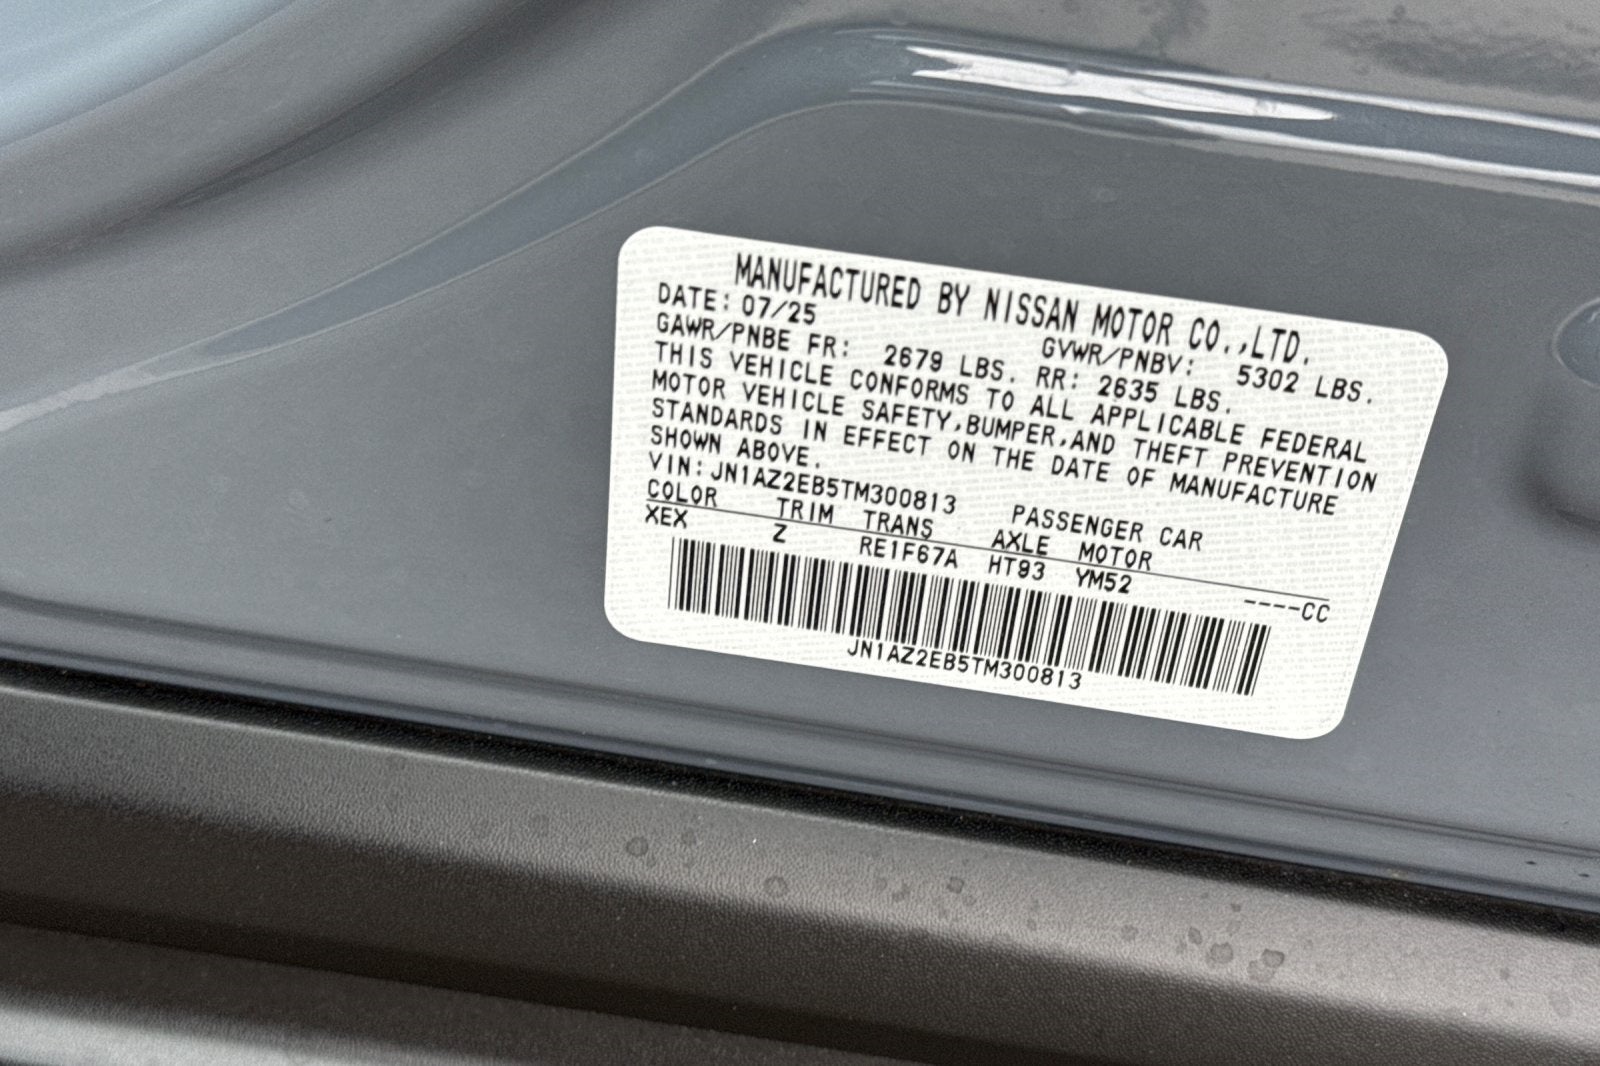 MANUFACTURED BY NISSAN MOTOR CO.,LTD.
DATE: 07/25 GVWR/PNBV: 5302 LBS.
GAWR/PNBE FR: 2679 LBS. RR: 2635 LBS.
THIS VEHICLE CONFORMS TO ALL APPLICABLE FEDERAL
MOTOR VEHICLE SAFETY,BUMPER,AND THEFT PREVENTION
STANDARDS IN EFFECT ON THE DATE OF MANUFACTURE
SHOWN ABOVE.
VIN:JN1AZ2EB5TM300813 PASSENGER CAR
COLOR TRIM TRANS AXLE MOTOR
XEX Z RE1F67A HT93 YM52 ----CC
JN1AZ2EB5TM300813